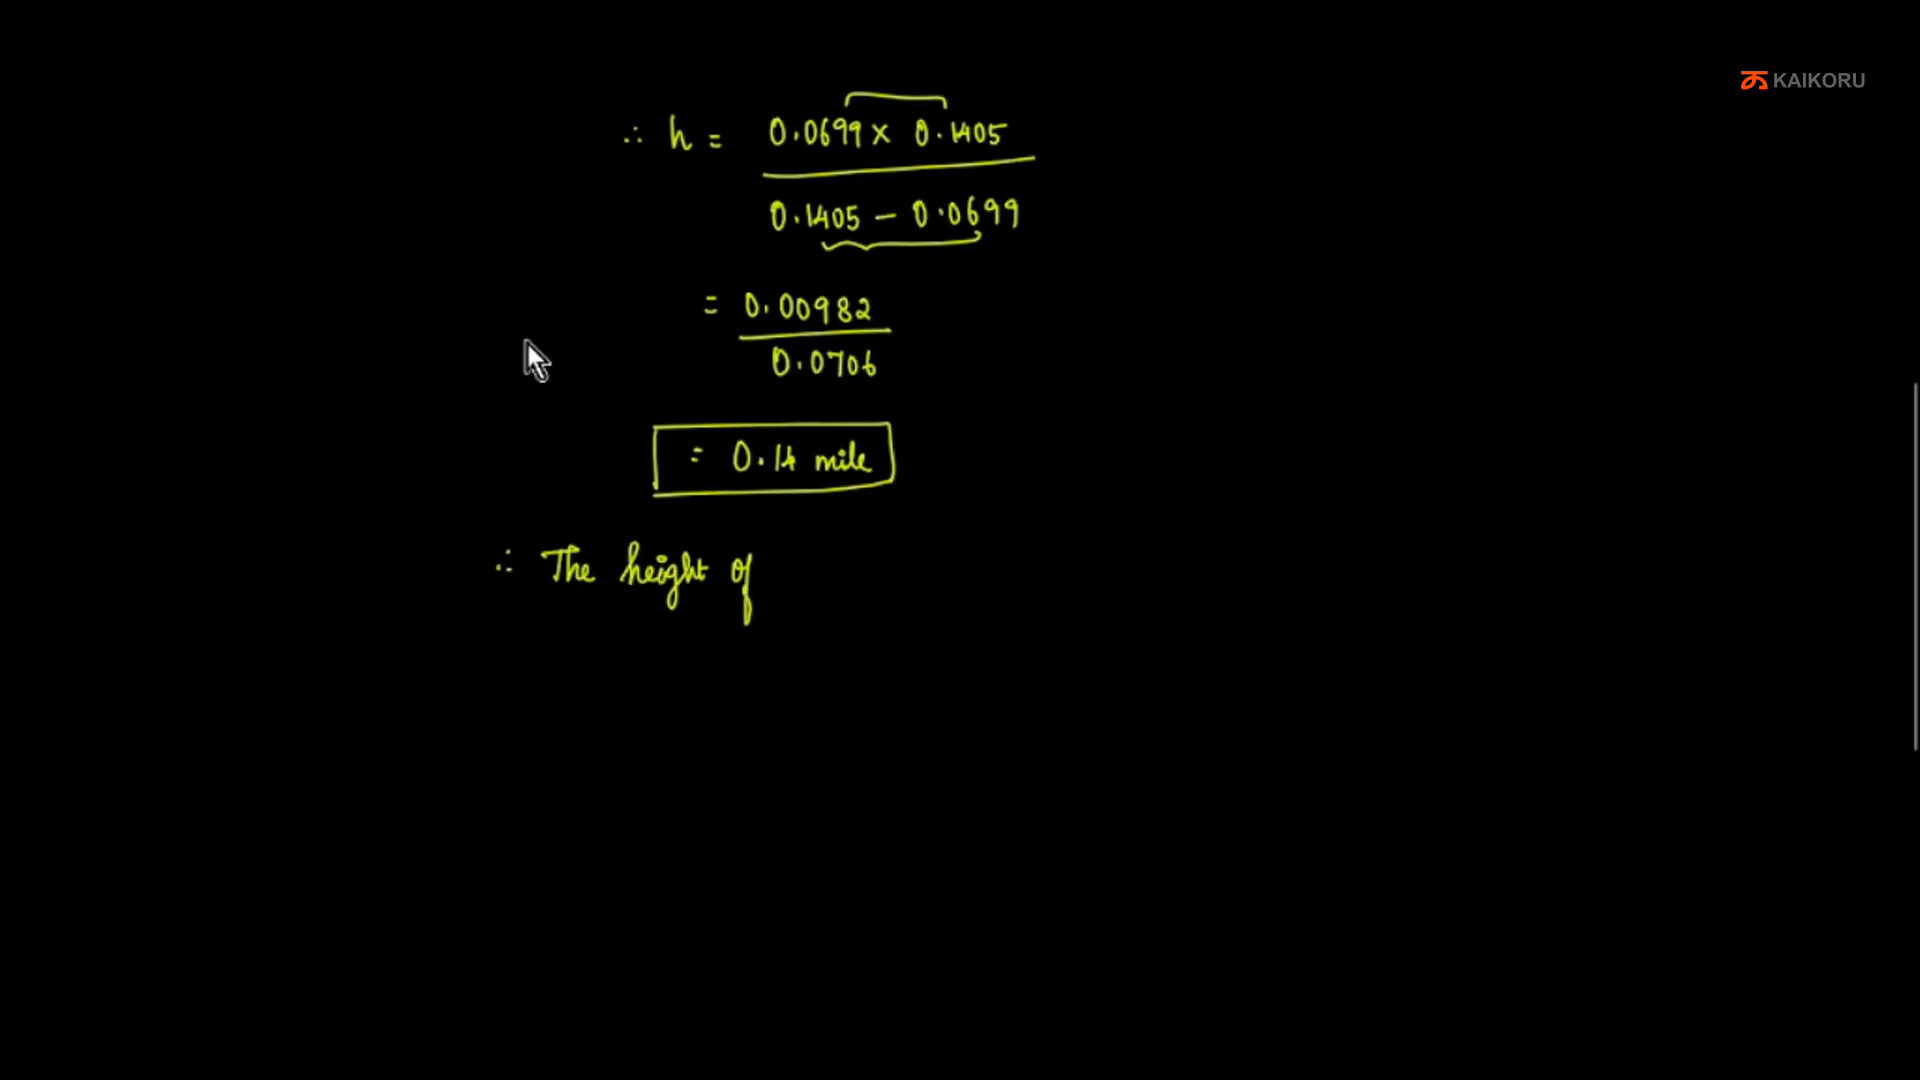 KAIKORU
∴ h = 0.0699 × 0.1405
0.1405 − 0.0699
= 0.00982
0.0706
= 0.14 mile
∴ The height of